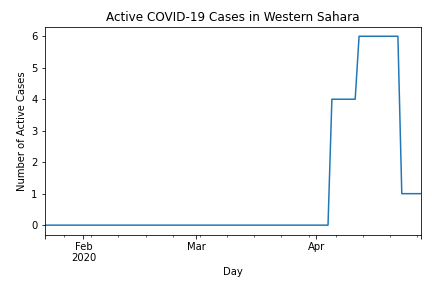 Active COVID-19 Cases in Western Sahara
6
5
4
3
2
1
0
Number of Active Cases
Feb
2020
Mar
Apr
Day